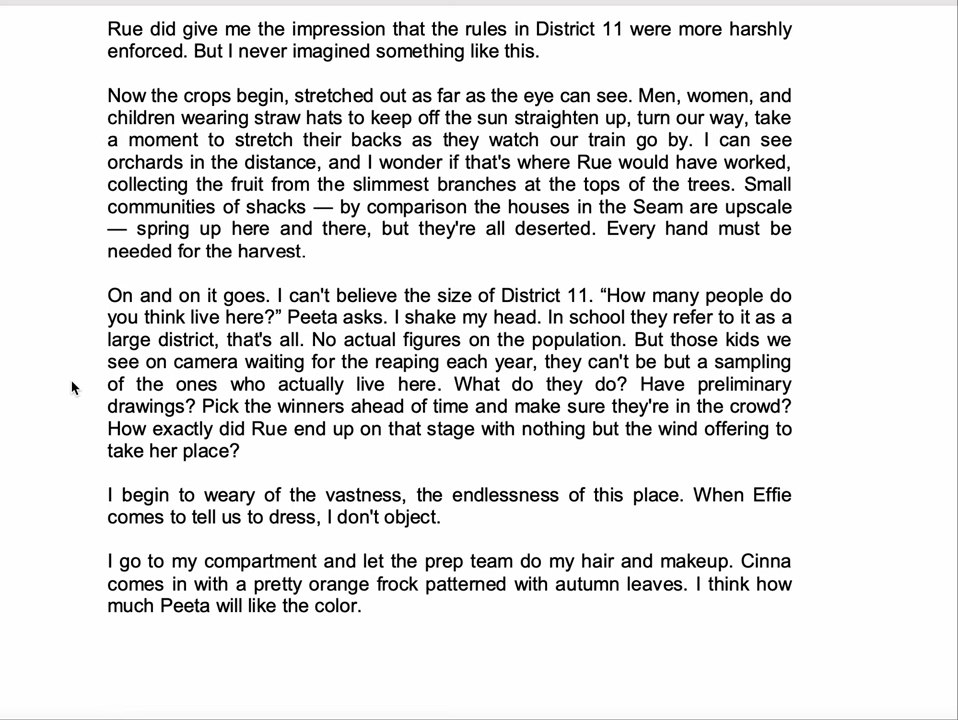 Rue did give me the impression that the rules in District 11 were more harshly
enforced. But I never imagined something like this.
Now the crops begin, stretched out as far as the eye can see. Men, women, and
children wearing straw hats to keep off the sun straighten up, turn our way, take
a moment to stretch their backs as they watch our train go by. I can see
orchards in the distance, and I wonder if that's where Rue would have worked,
collecting the fruit from the slimmest branches at the tops of the trees. Small
communities of shacks — by comparison the houses in the Seam are upscale
— spring up here and there, but they're all deserted. Every hand must be
needed for the harvest.
On and on it goes. I can't believe the size of District 11. “How many people do
you think live here?” Peeta asks. I shake my head. In school they refer to it as a
large district, that's all. No actual figures on the population. But those kids we
see on camera waiting for the reaping each year, they can't be but a sampling
of the ones who actually live here. What do they do? Have preliminary
drawings? Pick the winners ahead of time and make sure they're in the crowd?
How exactly did Rue end up on that stage with nothing but the wind offering to
take her place?
I begin to weary of the vastness, the endlessness of this place. When Effie
comes to tell us to dress, I don't object.
I go to my compartment and let the prep team do my hair and makeup. Cinna
comes in with a pretty orange frock patterned with autumn leaves. I think how
much Peeta will like the color.